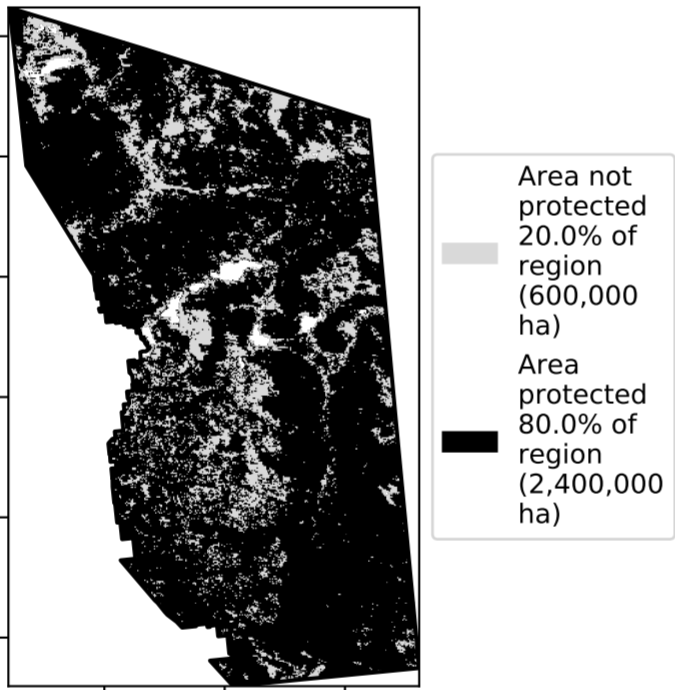 Area not
protected
20.0% of
region
(600,000
ha)
Area
protected
80.0% of
region
(2,400,000
ha)